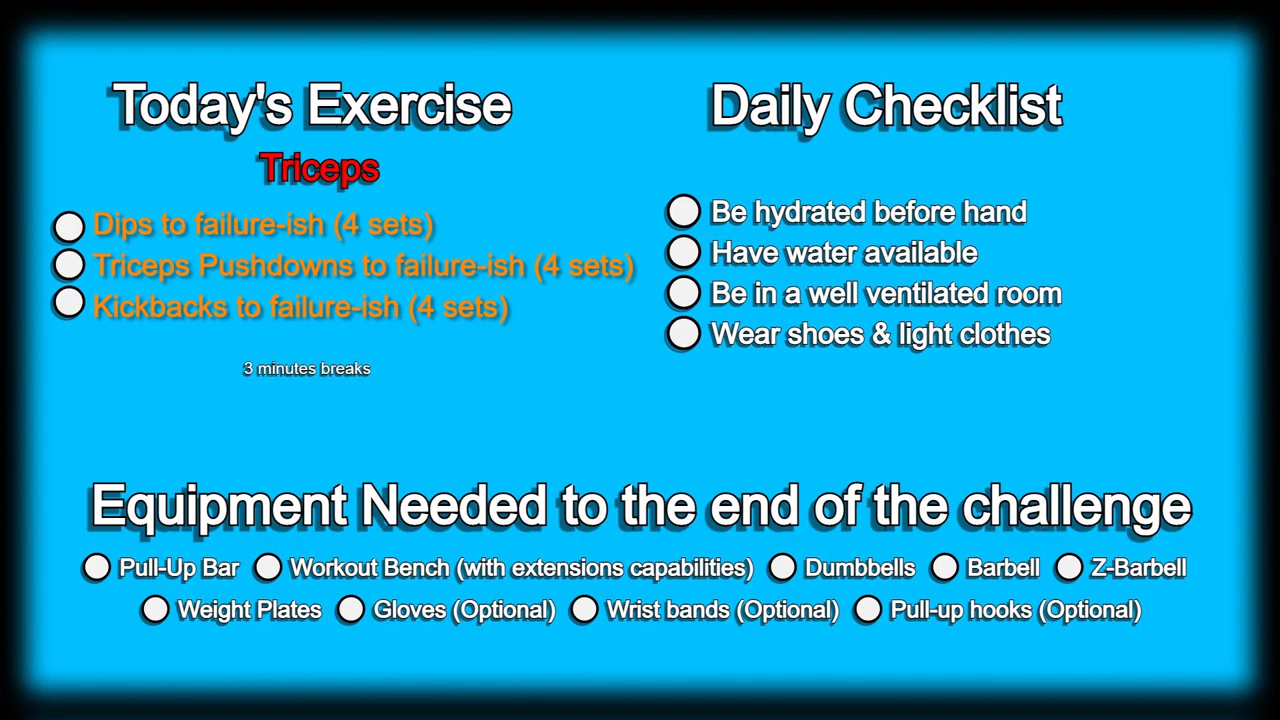 Today's Exercise
Triceps
Dips to failure-ish (4 sets)
Triceps Pushdowns to failure-ish (4 sets)
Kickbacks to failure-ish (4 sets)
3 minutes breaks
Daily Checklist
Be hydrated before hand
Have water available
Be in a well ventilated room
Wear shoes & light clothes
Equipment Needed to the end of the challenge
Pull-Up Bar Workout Bench (with extensions capabilities) Dumbbells Barbell Z-Barbell
Weight Plates Gloves (Optional) Wrist bands (Optional) Pull-up hooks (Optional)